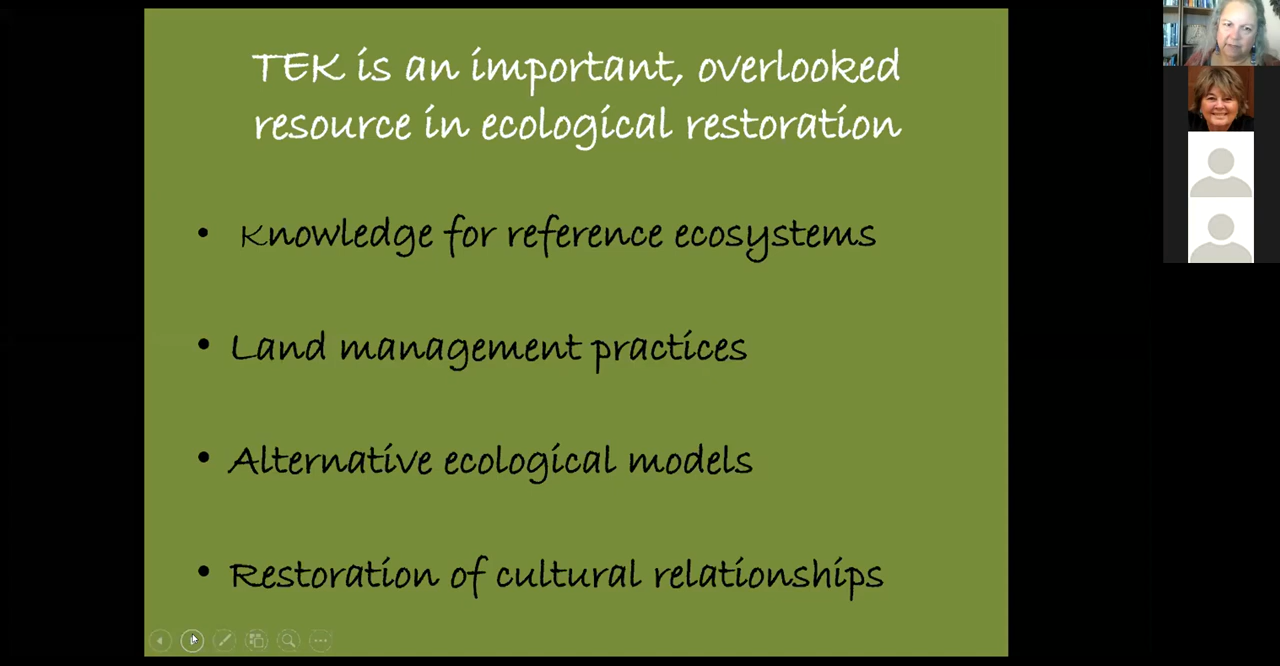 TEK is an important, overlooked
resource in ecological restoration
• Knowledge for reference ecosystems
• Land management practices
• Alternative ecological models
• Restoration of cultural relationships